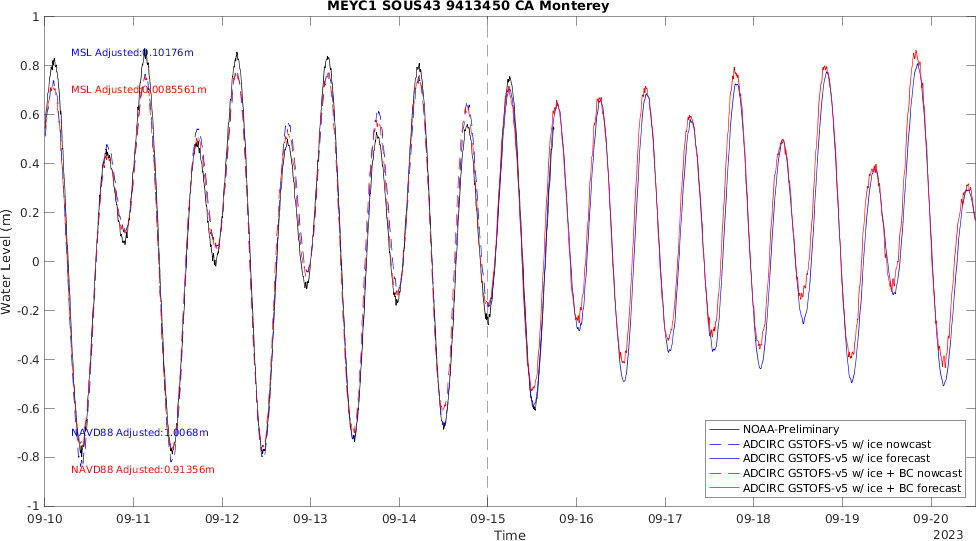 MEYC1 SOUS43 9413450 CA Monterey
Water Level (m)
1
0.8
0.6
0.4
0.2
0
-0.2
-0.4
-0.6
-0.8
-1
MSL Adjusted:0.10176m
MSL Adjusted:0.0085561m
NAVD88 Adjusted:1.0068m
NAVD88 Adjusted:0.91356m
NOAA-Preliminary
ADCIRC GSTOFS-v5 w/ ice nowcast
ADCIRC GSTOFS-v5 w/ ice forecast
ADCIRC GSTOFS-v5 w/ ice + BC nowcast
ADCIRC GSTOFS-v5 w/ ice + BC forecast
09-10 09-11 09-12 09-13 09-14 09-15 09-16 09-17 09-18 09-19 09-20
Time
2023